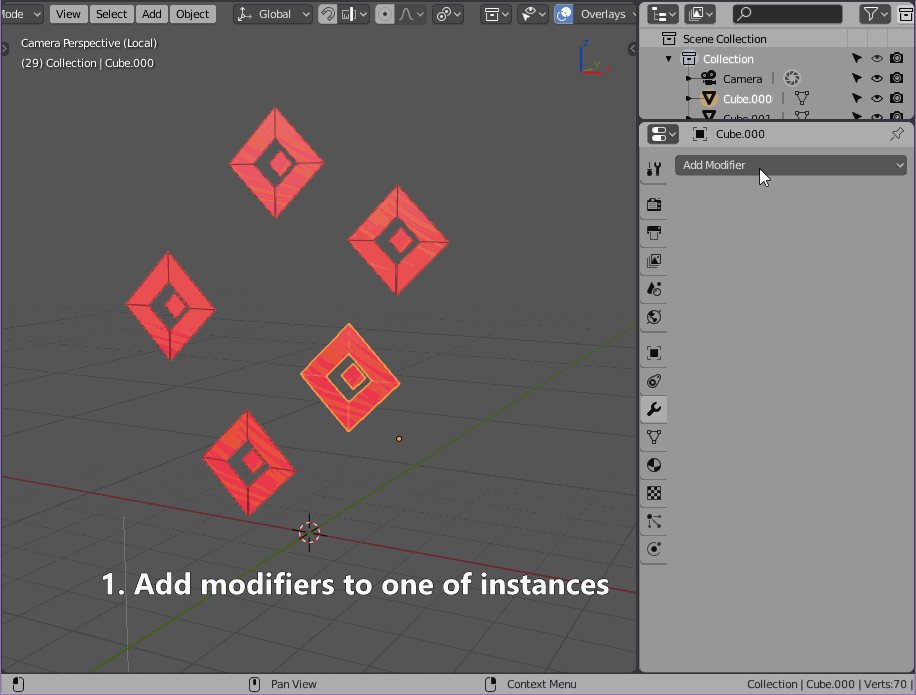 Mode View Select Add Object Global Overlays
Camera Perspective (Local)
(29) Collection | Cube.000
Z
Y
1. Add modifiers to one of instances
Scene Collection
Collection
Camera
Cube.000
Cube.001
Cube.000
Add Modifier
Pan View Context Menu Collection | Cube.000 | Verts:70 |